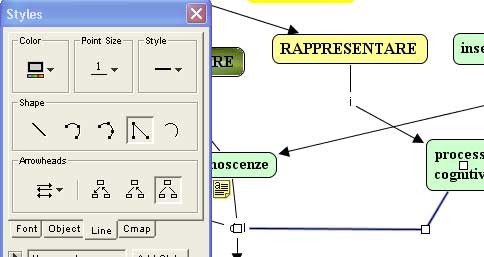 Styles
Color
Point Size
Style
1
Shape
Arrowheads
Font
Object
Line
Cmap
RE
RAPPRESENTARE
inse
i
noscenze
process
cognitiv